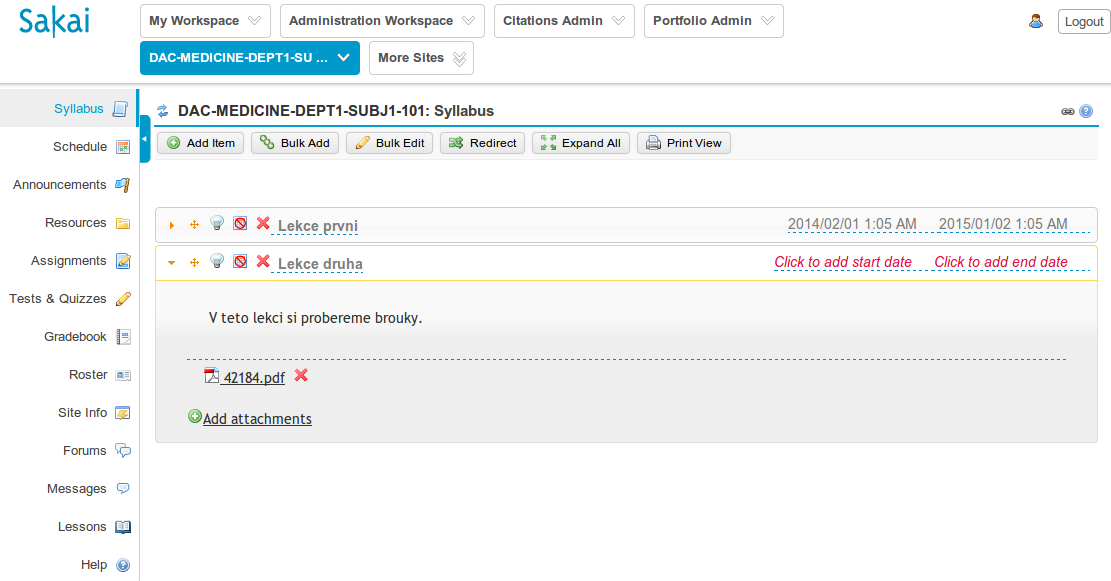 Sakai
My Workspace Administration Workspace Citations Admin Portfolio Admin Logout
DAC-MEDICINE-DEPT1-SU ... More Sites
Syllabus
Schedule
Announcements
Resources
Assignments
Tests & Quizzes
Gradebook
Roster
Site Info
Forums
Messages
Lessons
Help
DAC-MEDICINE-DEPT1-SUBJ1-101: Syllabus
Add Item Bulk Add Bulk Edit Redirect Expand All Print View
Lekce prvni 2014/02/01 1:05 AM 2015/01/02 1:05 AM
Lekce druha Click to add start date Click to add end date
V teto lekci si probereme brouky.
42184.pdf
Add attachments